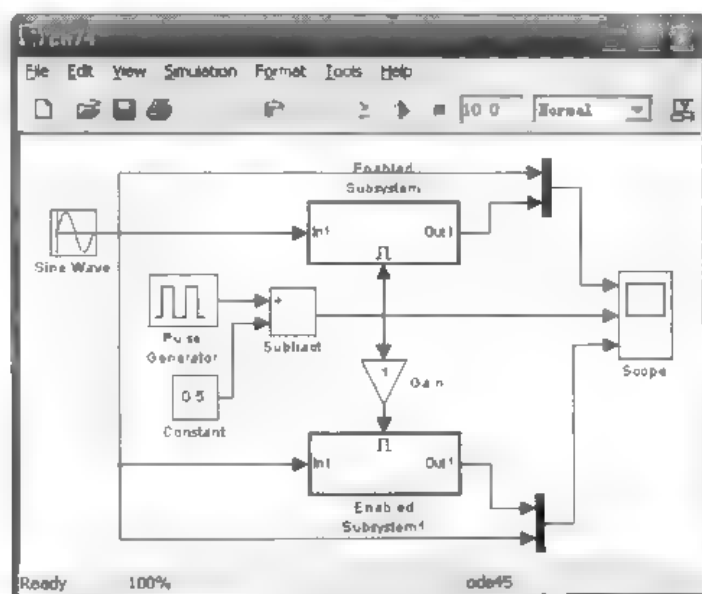 ch74
File Edit View Simulation Format Tools Help
10.0 Normal
Enabled
Subsystem
In1 Out1
Sine Wave
Pulse
Generator
Subtract
Scope
Gain
0.5
Constant
In1 Out1
Enabled
Subsystem1
Ready 100% ode45